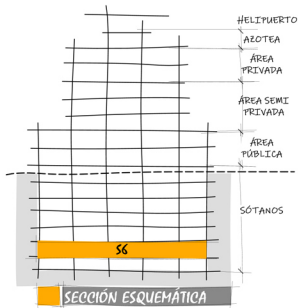 HELIPUERTO
AZOTEA
ÁREA
PRIVADA
ÁREA SEMI
PRIVADA
ÁREA
PÚBLICA
SÓTANOS
S6
SECCIÓN ESQUEMÁTICA